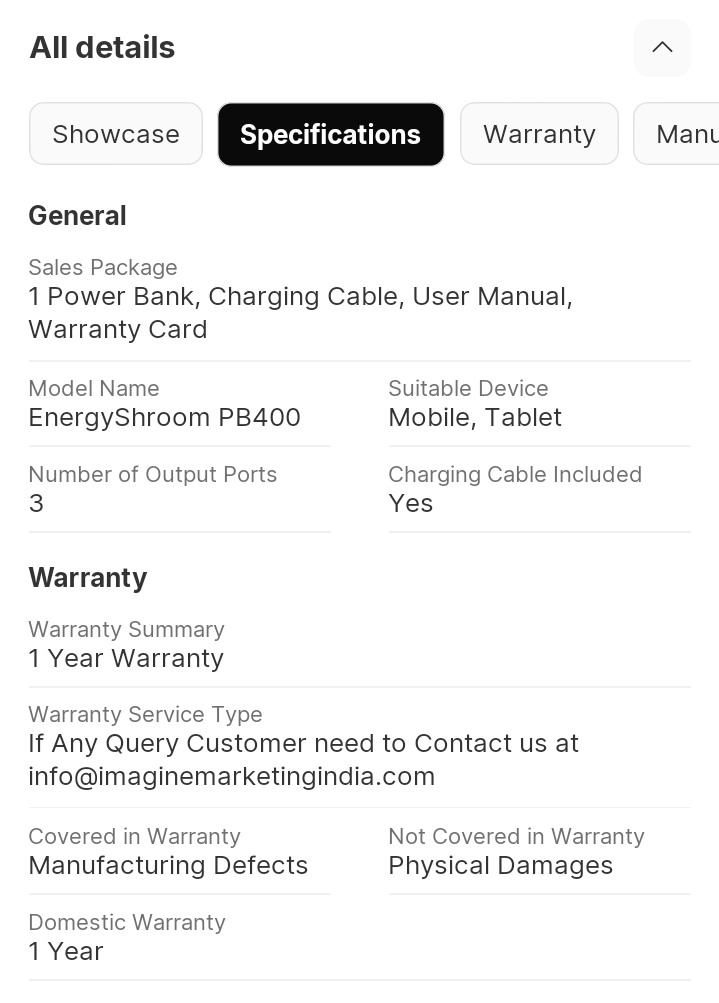 All details
Showcase
Specifications
Warranty
Manu
General
Sales Package
1 Power Bank, Charging Cable, User Manual,
Warranty Card
Model Name
EnergyShroom PB400
Suitable Device
Mobile, Tablet
Number of Output Ports
3
Charging Cable Included
Yes
Warranty
Warranty Summary
1 Year Warranty
Warranty Service Type
If Any Query Customer need to Contact us at
info@imaginemarketingindia.com
Covered in Warranty
Manufacturing Defects
Not Covered in Warranty
Physical Damages
Domestic Warranty
1 Year